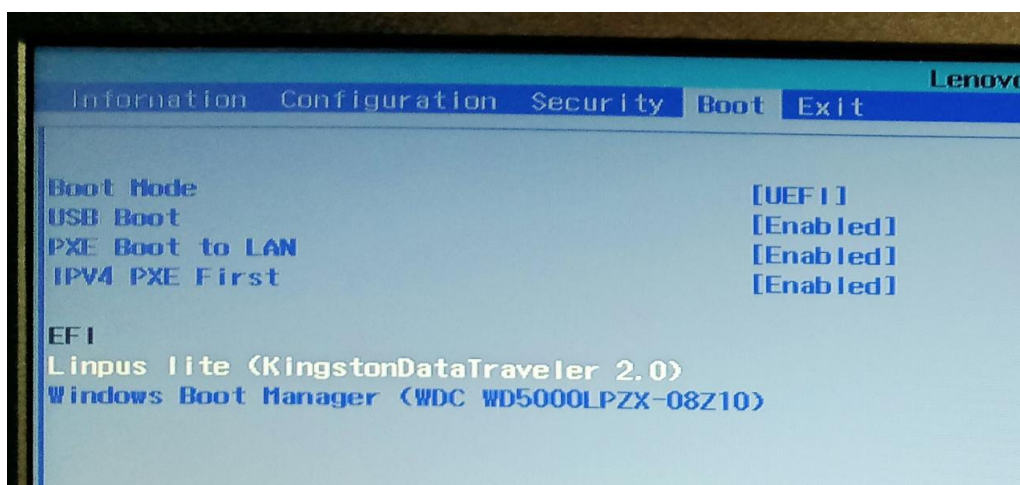 Lenovo
Information Configuration Security Boot Exit
Boot Mode [UEFI]
USB Boot [Enabled]
PXE Boot to LAN [Enabled]
IPV4 PXE First [Enabled]
EFI
Linpus lite (KingstonDataTraveler 2.0)
Windows Boot Manager (WDC WD5000LPZX-08Z10)